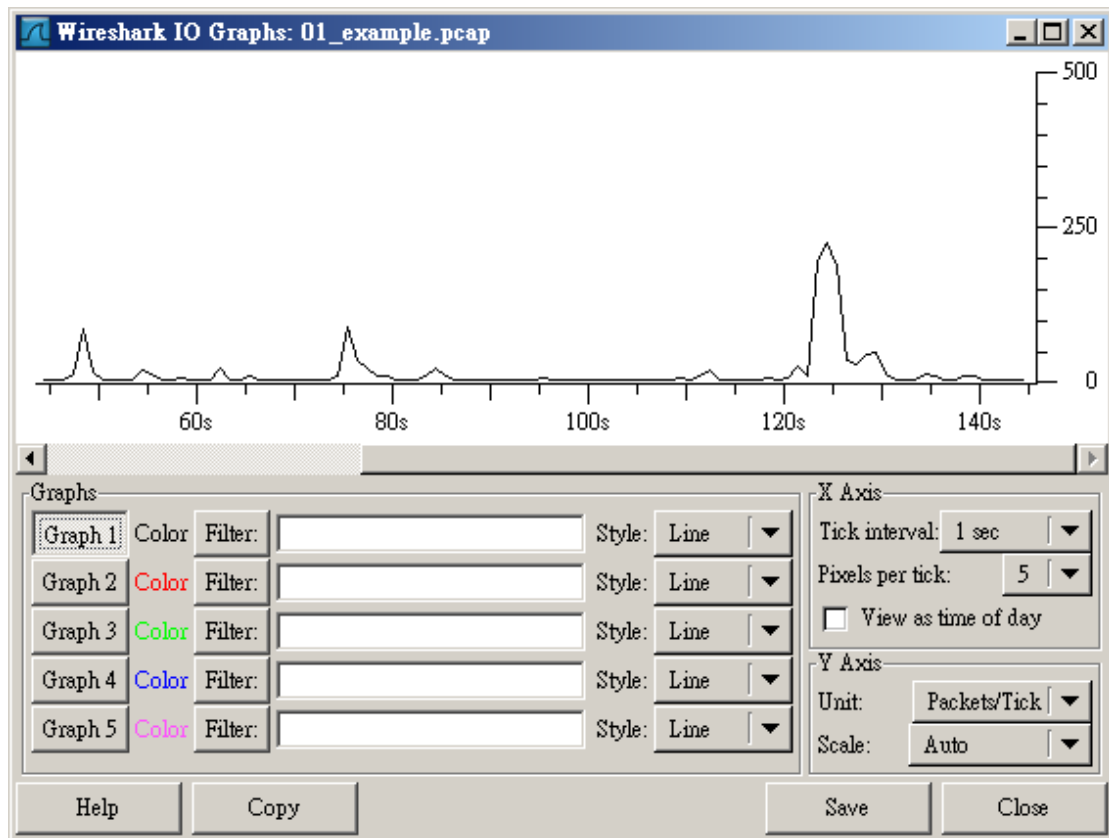 Wireshark IO Graphs: 01_example.pcap
500
250
0
60s 80s 100s 120s 140s
Graphs
Graph 1 Color Filter: Style: Line
Graph 2 Color Filter: Style: Line
Graph 3 Color Filter: Style: Line
Graph 4 Color Filter: Style: Line
Graph 5 Color Filter: Style: Line
X Axis
Tick interval: 1 sec
Pixels per tick: 5
View as time of day
Y Axis
Unit: Packets/Tick
Scale: Auto
Help Copy Save Close